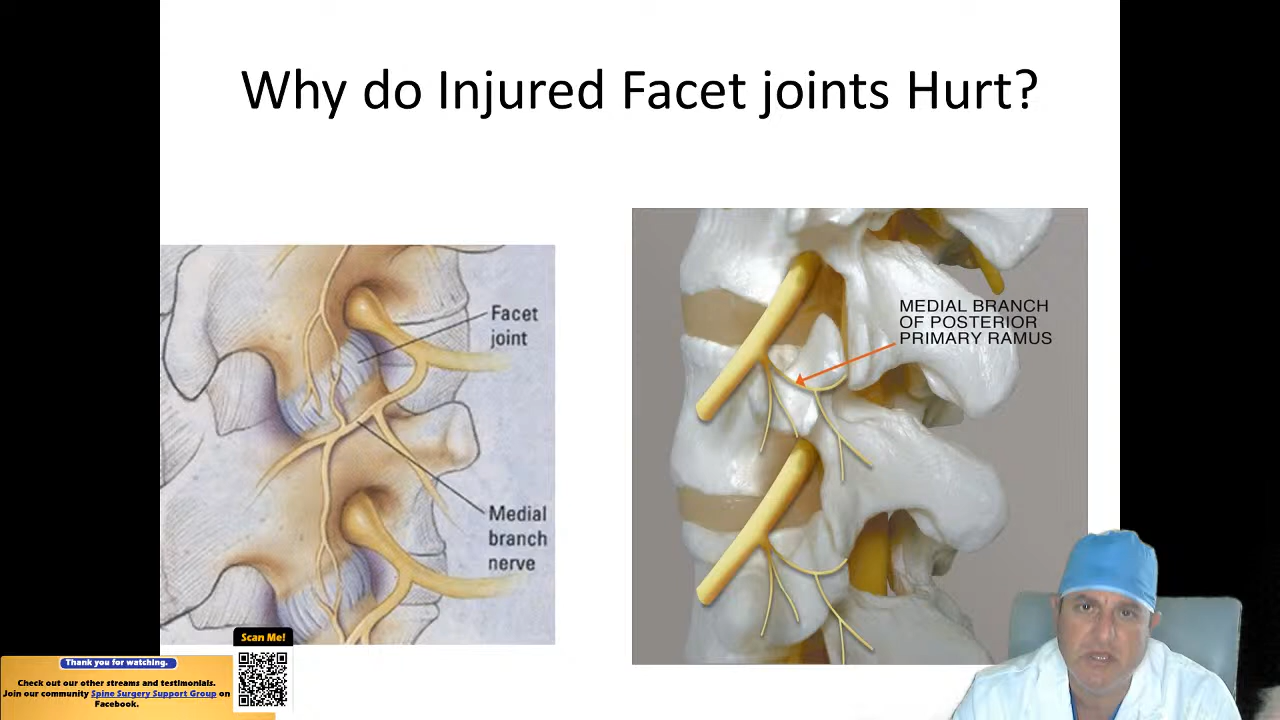 Why do Injured Facet joints Hurt?
Facet
joint
Medial
branch
nerve
MEDIAL BRANCH
OF POSTERIOR
PRIMARY RAMUS
Scan Me!
Thank you for watching.
Check out our other streams and testimonials.
Join our community Spine Surgery Support Group on
Facebook.